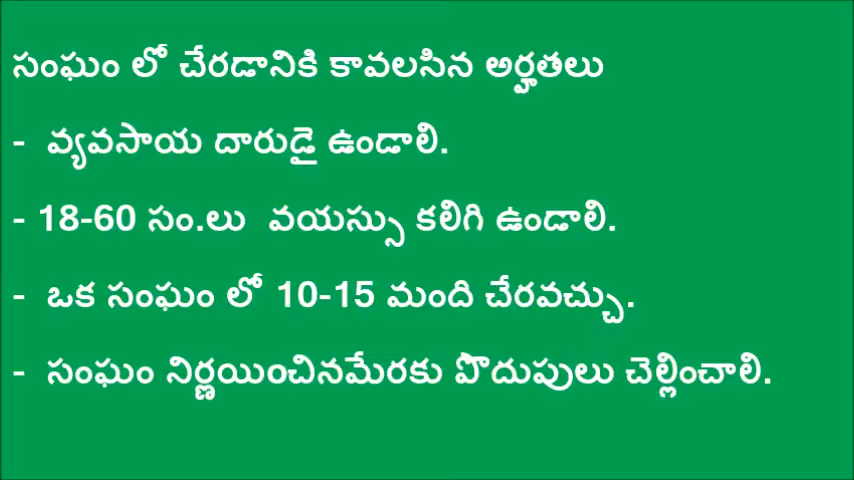 సంఘం లో చేరడానికి కావలసిన అర్హతలు
- వ్యవసాయ దారుడై ఉండాలి.
- 18-60 సం.లు వయస్సు కలిగి ఉండాలి.
- ఒక సంఘం లో 10-15 మంది చేరవచ్చు.
- సంఘం నిర్ణయించినమేరకు పొదుపులు చెల్లించాలి.